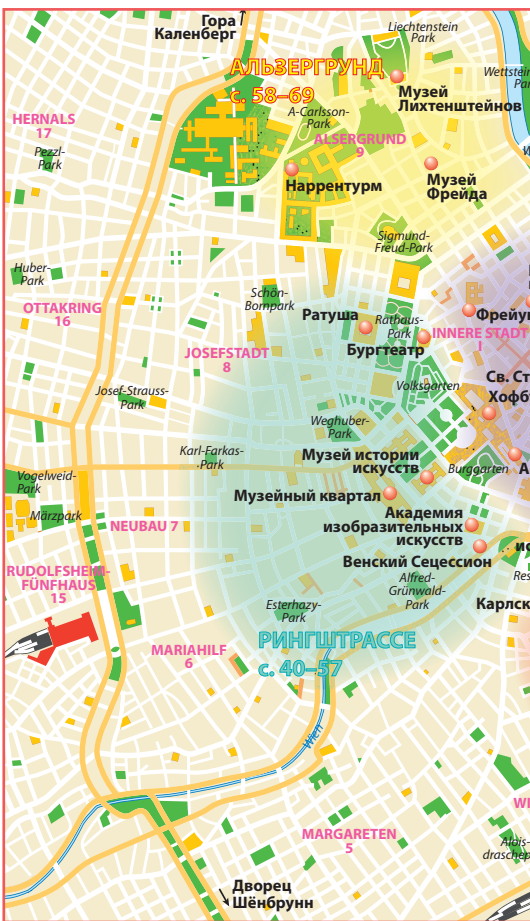 Гора
Каленберг
Liechtenstein
Park
АЛЬЗЕРГРУНД
с. 58–69
Музей
Лихтенштейнов
HERNALS
17
A-Carlsson-
Park
ALSERGRUND
9
Pezzl-
Park
Наррентурм
Музей
Фрейда
Sigmund-
Freud-Park
Huber-
Park
OTTAKRING
16
Schön-
Bornpark
Ратуша
Rathaus-
Park
INNERE STADT
I
Бургтеатр
JOSEFSTADT
8
Volksgarten
Josef-Strauss-
Park
Weghuber-
Park
Karl-Farkas-
Park
Музей истории
искусств
Burggarten
Vogelweid-
Park
Музейный квартал
Märzpark
NEUBAU 7
Академия
изобразительных
искусств
Венский Сецессион
RUDOLFSHEIM-
FÜNFHAUS
15
Alfred-
Grünwald-
Park
Esterhazy-
Park
РИНГШТРАССЕ
с. 40–57
MARIAHILF
6
Wien
MARGARETEN
5
Дворец
Шёнбрунн